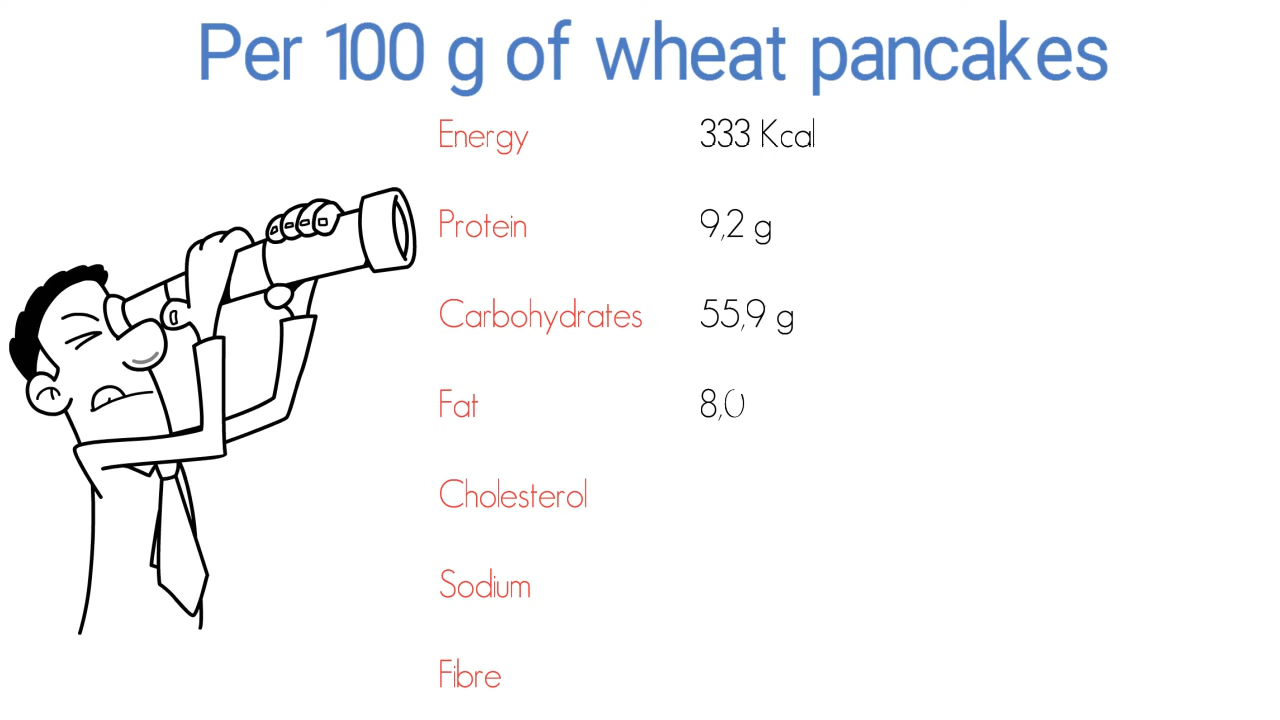 Per 100 g of wheat pancakes
Energy 333 Kcal
Protein 9,2 g
Carbohydrates 55,9 g
Fat 8,0
Cholesterol
Sodium
Fibre